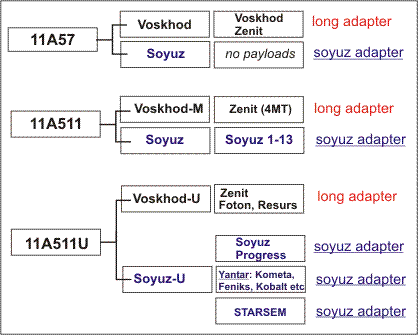 11A57
Voskhod
Voskhod
Zenit
long adapter
Soyuz
no payloads
soyuz adapter
11A511
Voskhod-M
Zenit (4MT)
long adapter
Soyuz
Soyuz 1-13
soyuz adapter
11A511U
Voskhod-U
Zenit
Foton, Resurs
long adapter
Soyuz
Progress
soyuz adapter
Soyuz-U
Yantar: Kometa,
Feniks, Kobalt etc
soyuz adapter
STARSEM
soyuz adapter